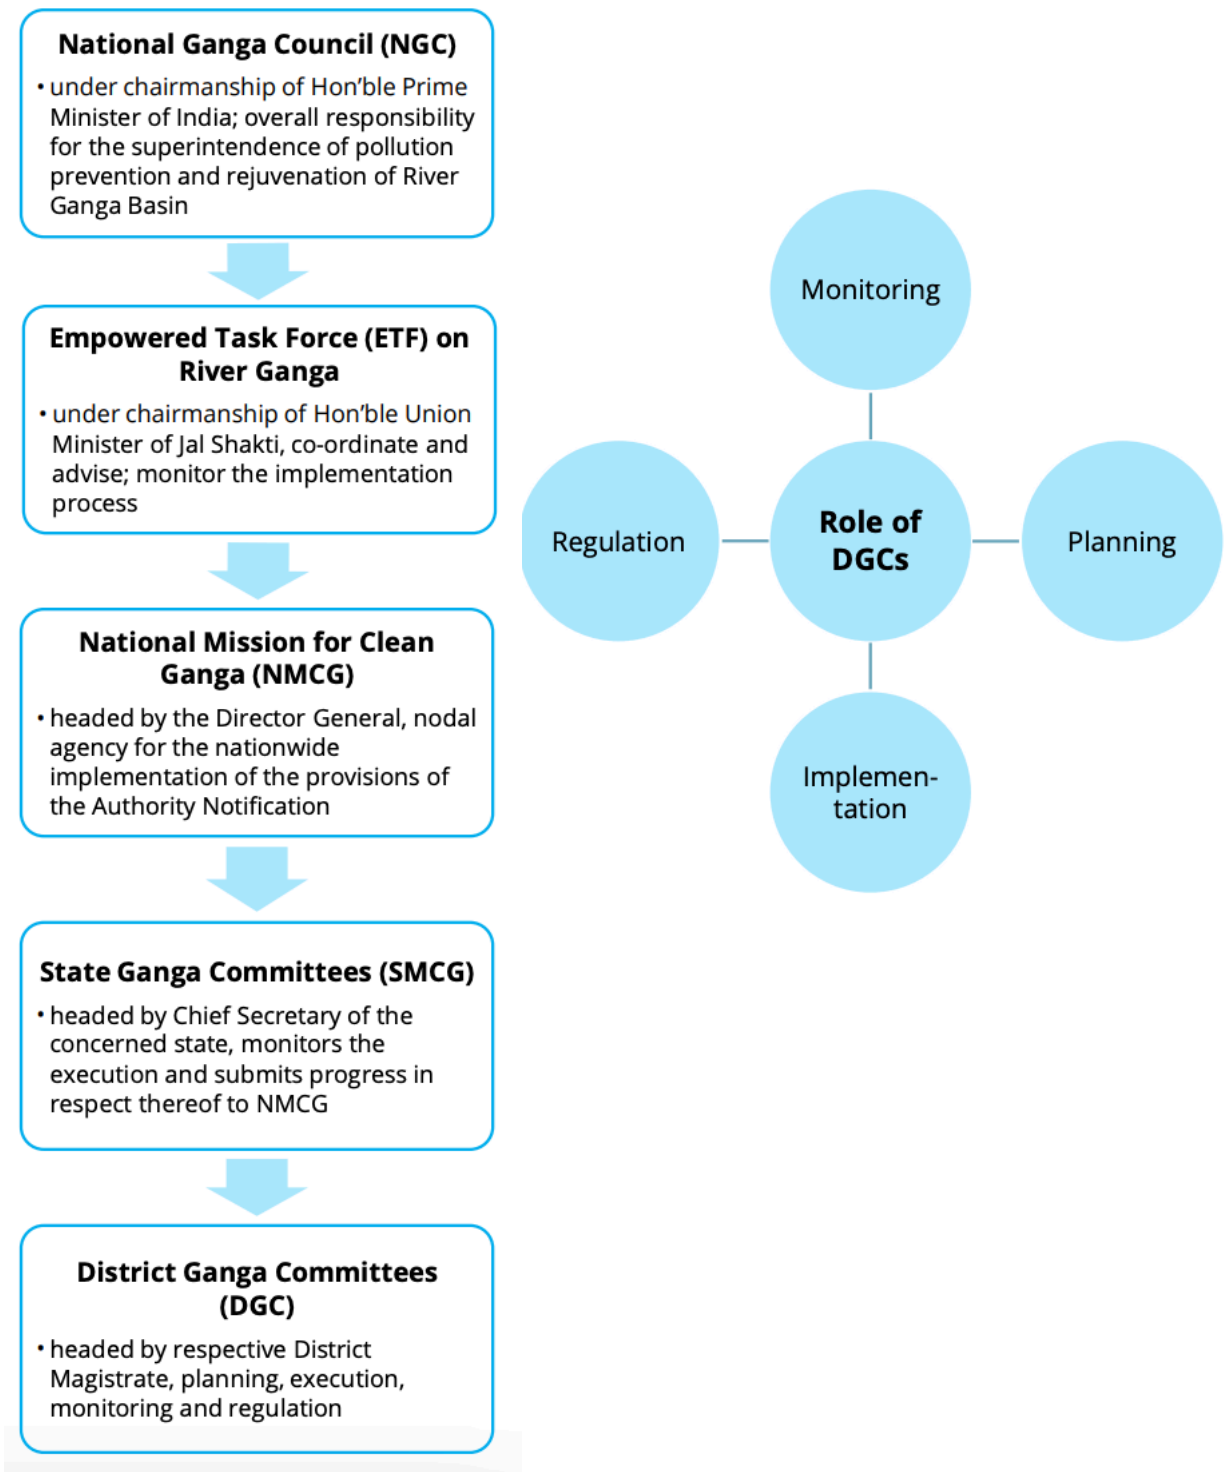 National Ganga Council (NGC)
• under chairmanship of Hon’ble Prime
Minister of India; overall responsibility
for the superintendence of pollution
prevention and rejuvenation of River
Ganga Basin
Empowered Task Force (ETF) on
River Ganga
• under chairmanship of Hon’ble Union
Minister of Jal Shakti, co-ordinate and
advise; monitor the implementation
process
National Mission for Clean
Ganga (NMCG)
• headed by the Director General, nodal
agency for the nationwide
implementation of the provisions of
the Authority Notification
State Ganga Committees (SMCG)
• headed by Chief Secretary of the
concerned state, monitors the
execution and submits progress in
respect thereof to NMCG
District Ganga Committees
(DGC)
• headed by respective District
Magistrate, planning, execution,
monitoring and regulation
Monitoring
Regulation
Role of
DGCs
Planning
Implemen-
tation